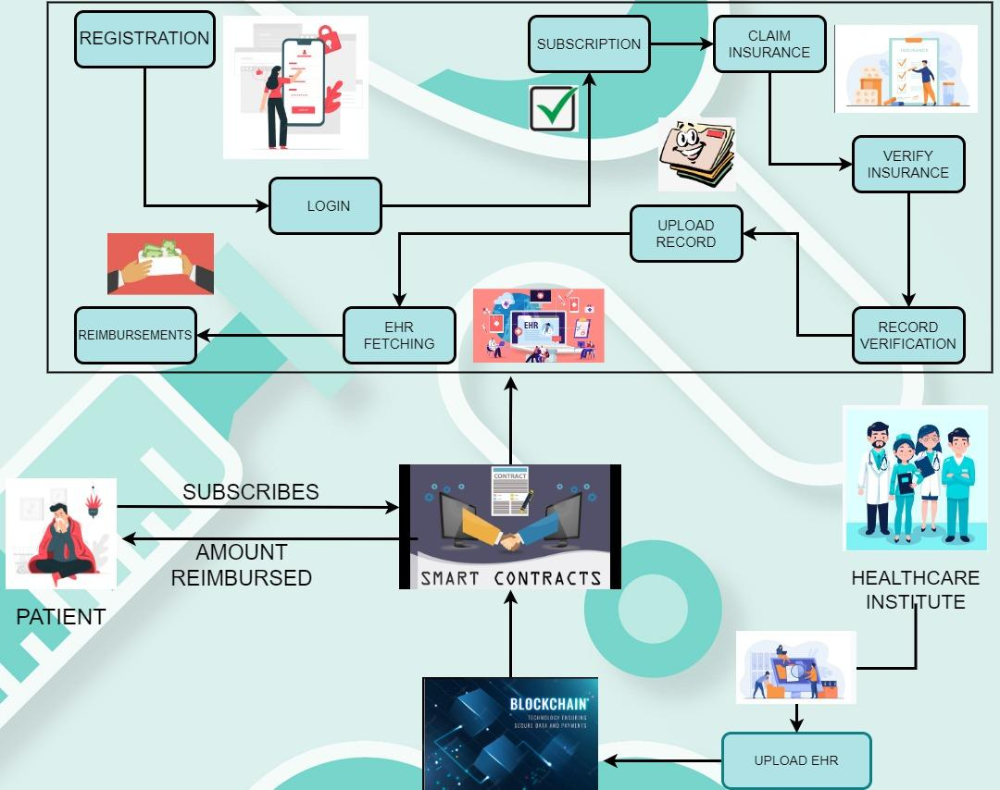 REGISTRATION
SUBSCRIPTION
CLAIM
INSURANCE
INSURANCE
VERIFY
INSURANCE
LOGIN
UPLOAD
RECORD
REIMBURSEMENTS
EHR
FETCHING
EHR
RECORD
VERIFICATION
CONTRACT
SUBSCRIBES
AMOUNT
REIMBURSED
SMART CONTRACTS
PATIENT
HEALTHCARE
INSTITUTE
BLOCKCHAIN
TECHNOLOGY ENSURING
SECURE DATA AND PAYMENTS
UPLOAD EHR